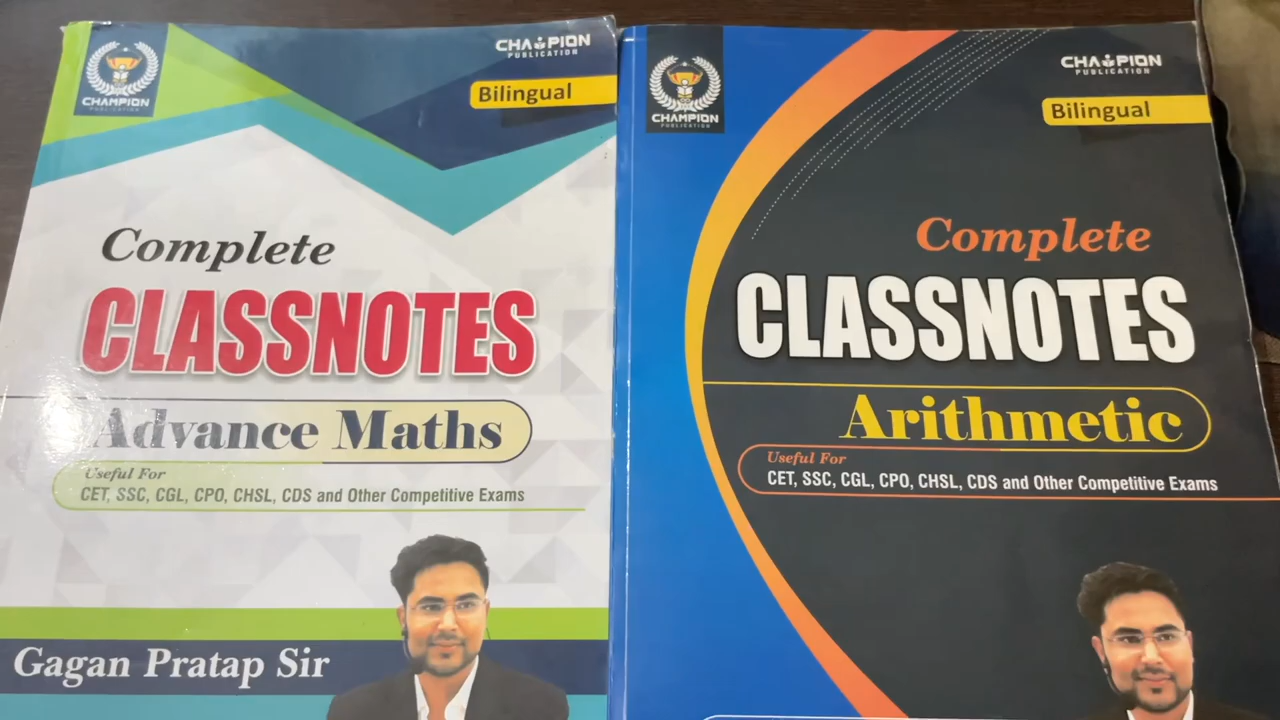 CHAMPION
PUBLICATION
CHAMPION
PUBLICATION
Bilingual
Complete
CLASSNOTES
Advance Maths
Useful For
CET, SSC, CGL, CPO, CHSL, CDS and Other Competitive Exams
Gagan Pratap Sir
CHAMPION
PUBLICATION
CHAMPION
PUBLICATION
Bilingual
Complete
CLASSNOTES
Arithmetic
Useful For
CET, SSC, CGL, CPO, CHSL, CDS and Other Competitive Exams